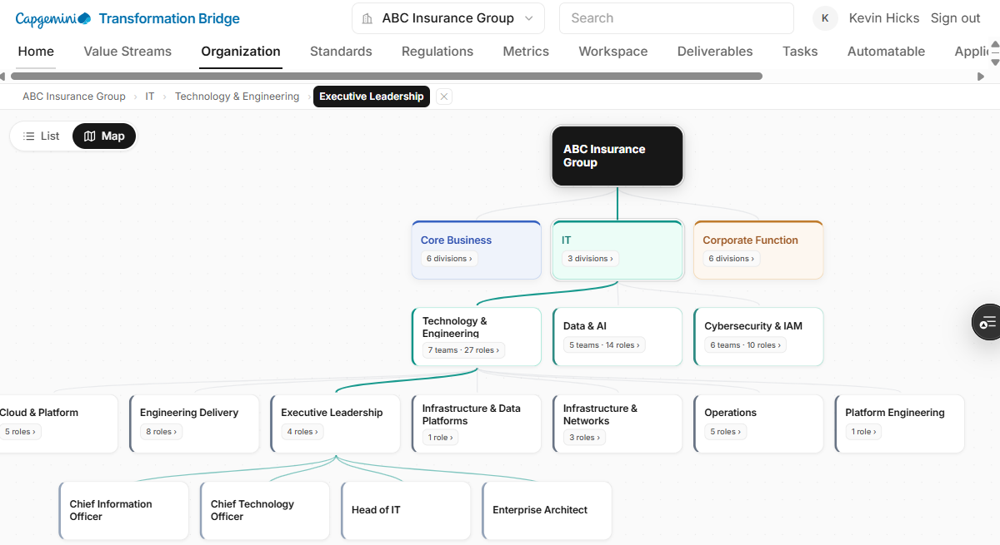 Capgemini Transformation Bridge
ABC Insurance Group
Search
K
Kevin Hicks
Sign out
Home
Value Streams
Organization
Standards
Regulations
Metrics
Workspace
Deliverables
Tasks
Automatable
Applic
ABC Insurance Group › IT › Technology & Engineering › Executive Leadership
List
Map
ABC Insurance
Group
Core Business
6 divisions ›
IT
3 divisions ›
Corporate Function
6 divisions ›
Technology &
Engineering
7 teams · 27 roles ›
Data & AI
5 teams · 14 roles ›
Cybersecurity & IAM
6 teams · 10 roles ›
Cloud & Platform
5 roles ›
Engineering Delivery
8 roles ›
Executive Leadership
4 roles ›
Infrastructure & Data
Platforms
1 role ›
Infrastructure &
Networks
3 roles ›
Operations
5 roles ›
Platform Engineering
1 role ›
Chief Information
Officer
Chief Technology
Officer
Head of IT
Enterprise Architect